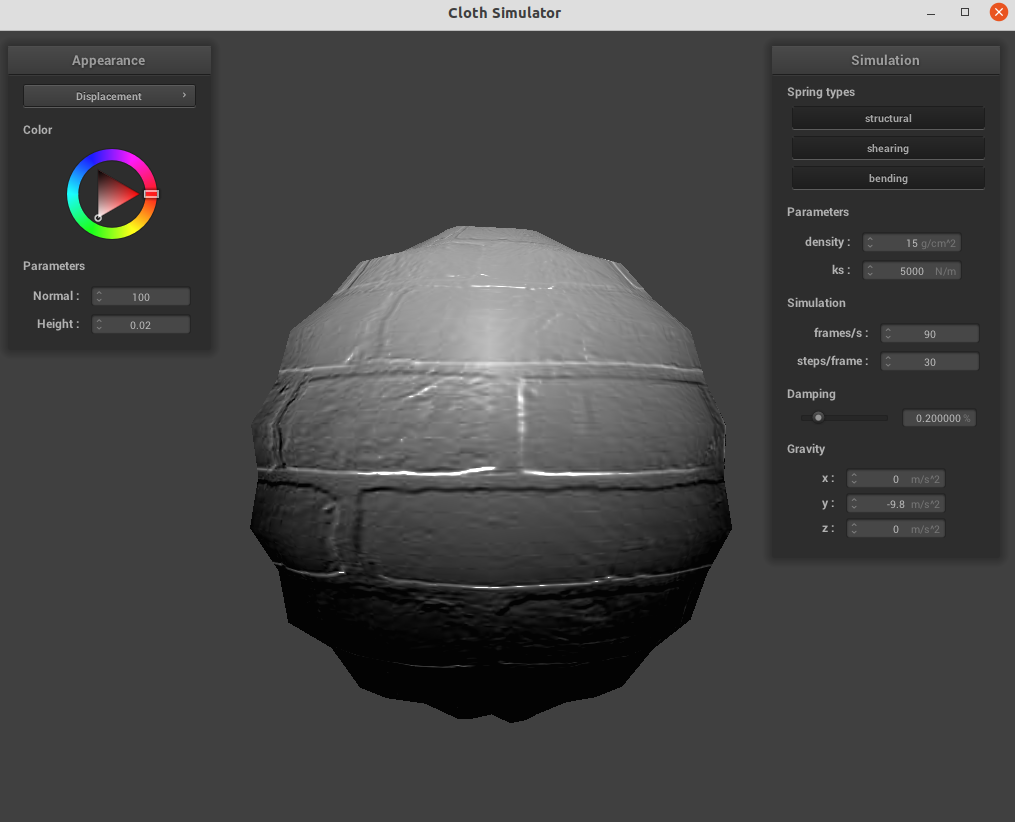 Cloth Simulator
Appearance
Displacement
Color
Parameters
Normal : 100
Height : 0.02
Simulation
Spring types
structural
shearing
bending
Parameters
density : 15 g/cm^2
ks : 5000 N/m
Simulation
frames/s : 90
steps/frame : 30
Damping
0.200000 %
Gravity
x : 0 m/s^2
y : -9.8 m/s^2
z : 0 m/s^2